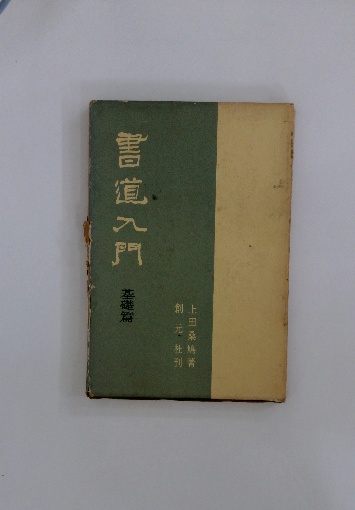 書道入門
基礎篇
上田桑鳩著
創元社刊